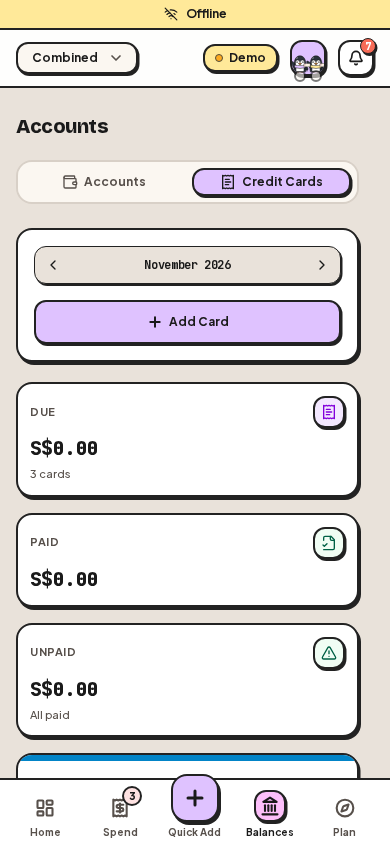 Offline
Combined
Demo
7
Accounts
Accounts
Credit Cards
November 2026
Add Card
DUE
S$0.00
3 cards
PAID
S$0.00
UNPAID
S$0.00
All paid
3
Home
Spend
Quick Add
Balances
Plan